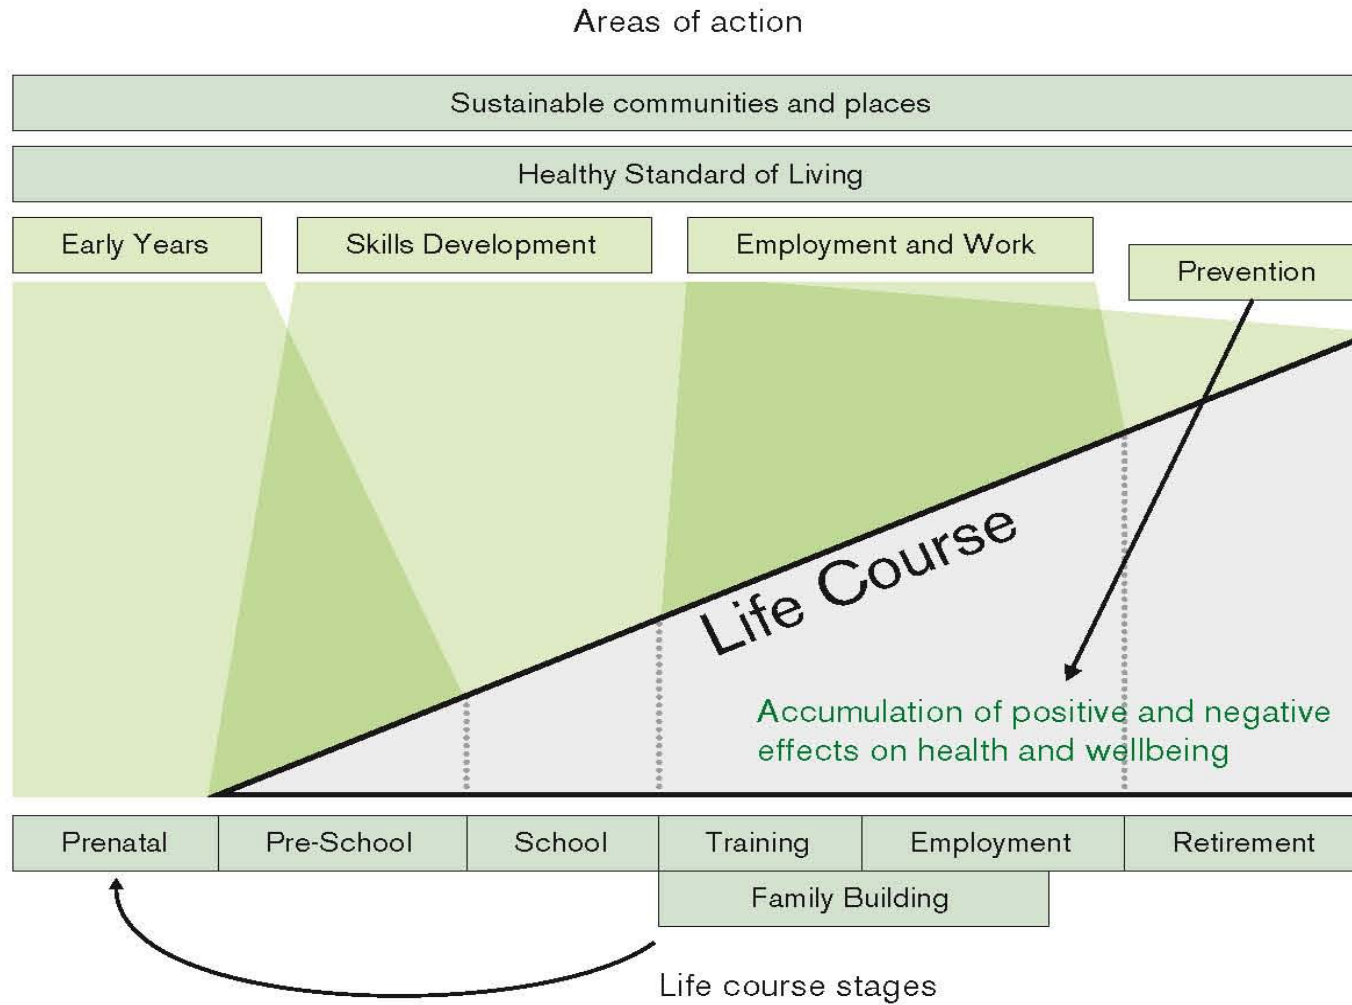 Areas of action
Sustainable communities and places
Healthy Standard of Living
Early Years
Skills Development
Employment and Work
Prevention
Life Course
Accumulation of positive and negative
effects on health and wellbeing
Prenatal
Pre-School
School
Training
Employment
Retirement
Family Building
Life course stages